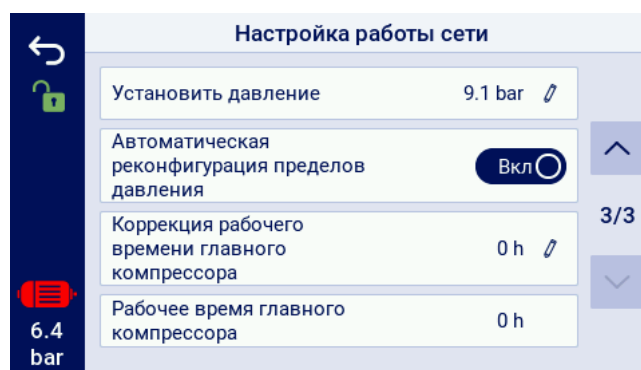 Настройка работы сети
Установить давление
9.1 bar
Автоматическая
реконфигурация пределов
давления
Вкл
Коррекция рабочего
времени главного
компрессора
0 h
Рабочее время главного
компрессора
0 h
3/3
6.4
bar